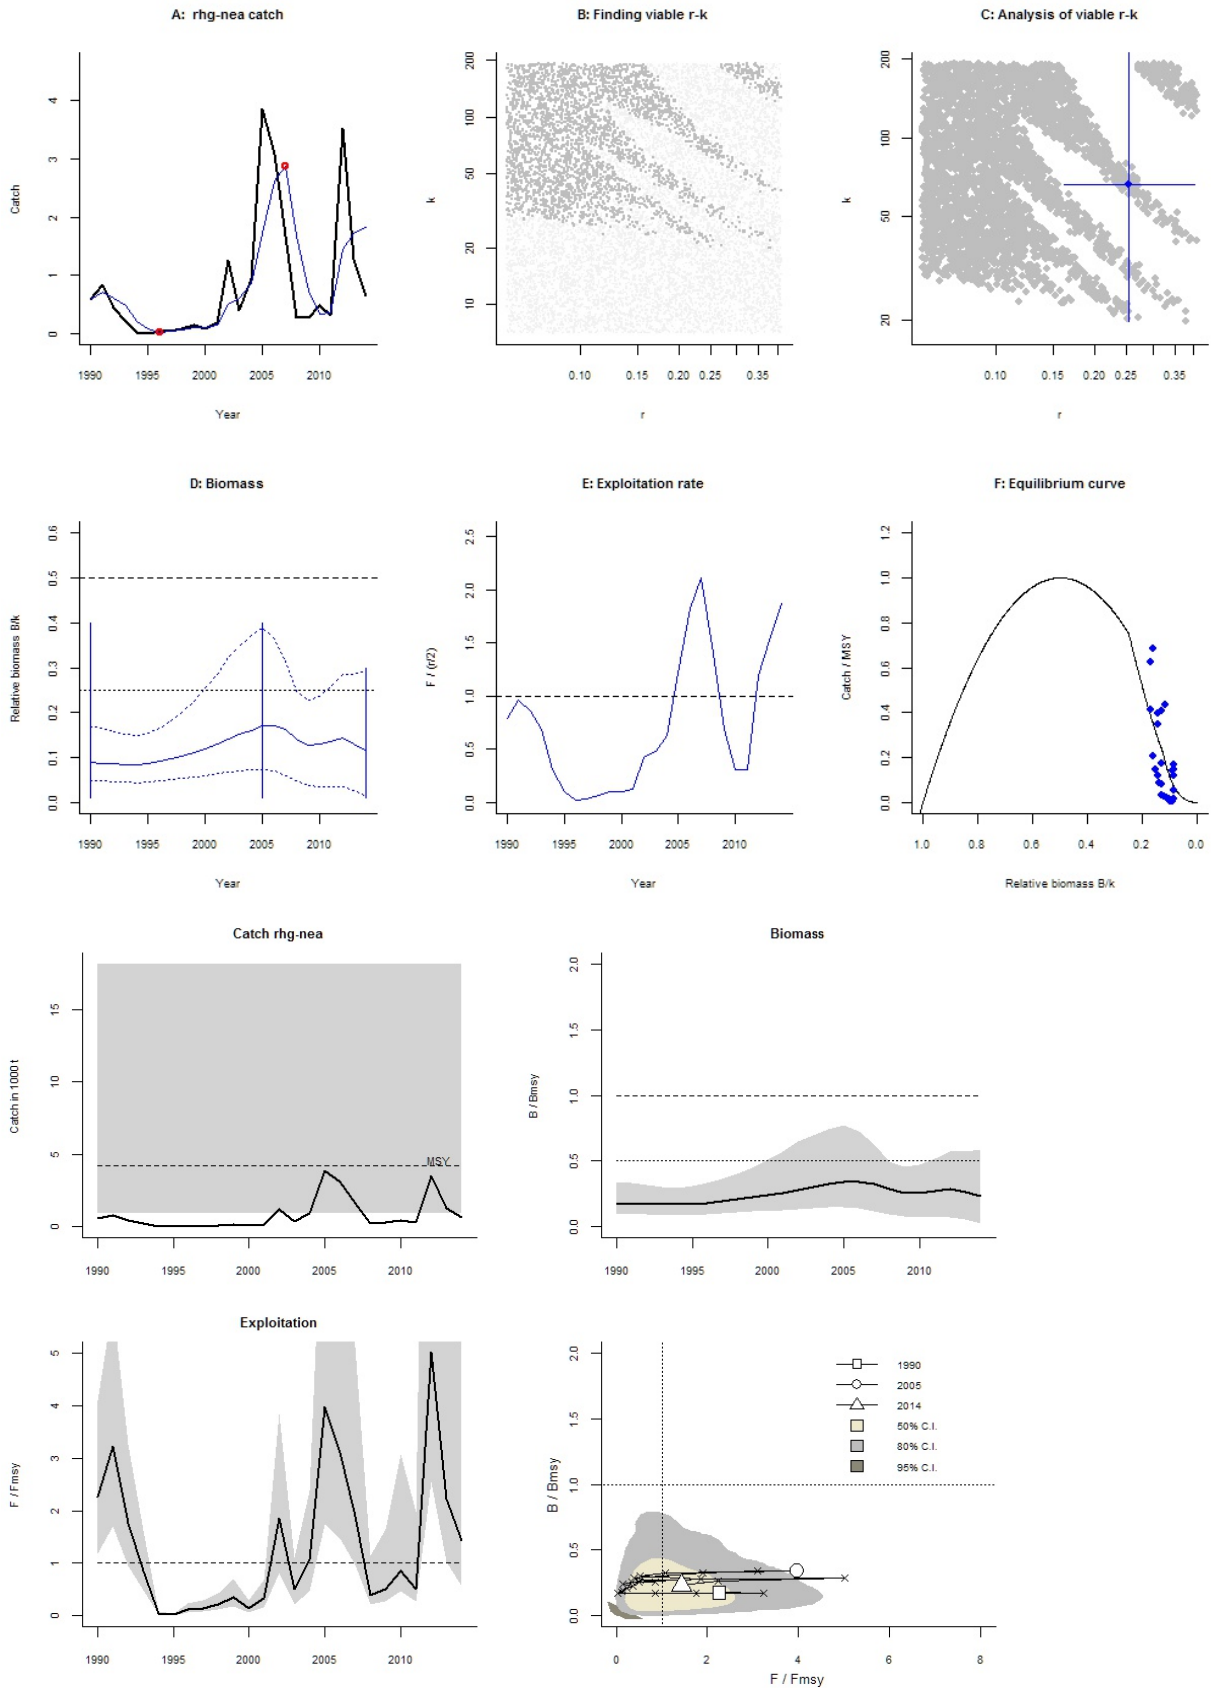 A: rhg-nea catch
B: Finding viable r-k
C: Analysis of viable r-k
Catch
0 1 2 3 4
1990 1995 2000 2005 2010
Year
k
10 20 50 100 200
0.10 0.15 0.20 0.25 0.35
r
k
20 50 100 200
0.10 0.15 0.20 0.25 0.35
r
D: Biomass
E: Exploitation rate
F: Equilibrium curve
Relative biomass B/k
0.0 0.1 0.2 0.3 0.4 0.5 0.6
1990 1995 2000 2005 2010
Year
F / (r/2)
0.0 0.5 1.0 1.5 2.0 2.5
1990 1995 2000 2005 2010
Year
Catch / MSY
0.0 0.2 0.4 0.6 0.8 1.0 1.2
1.0 0.8 0.6 0.4 0.2 0.0
Relative biomass B/k
Catch rhg-nea
Biomass
Catch in 1000 t
0 5 10 15
MSY
1990 1995 2000 2005 2010
B / Bmsy
0.0 0.5 1.0 1.5 2.0
1990 1995 2000 2005 2010
Exploitation
F / Fmsy
0 1 2 3 4 5
1990 1995 2000 2005 2010
B / Bmsy
0.0 0.5 1.0 1.5 2.0
1990
2005
2014
50% C.I.
80% C.I.
95% C.I.
0 2 4 6 8
F / Fmsy